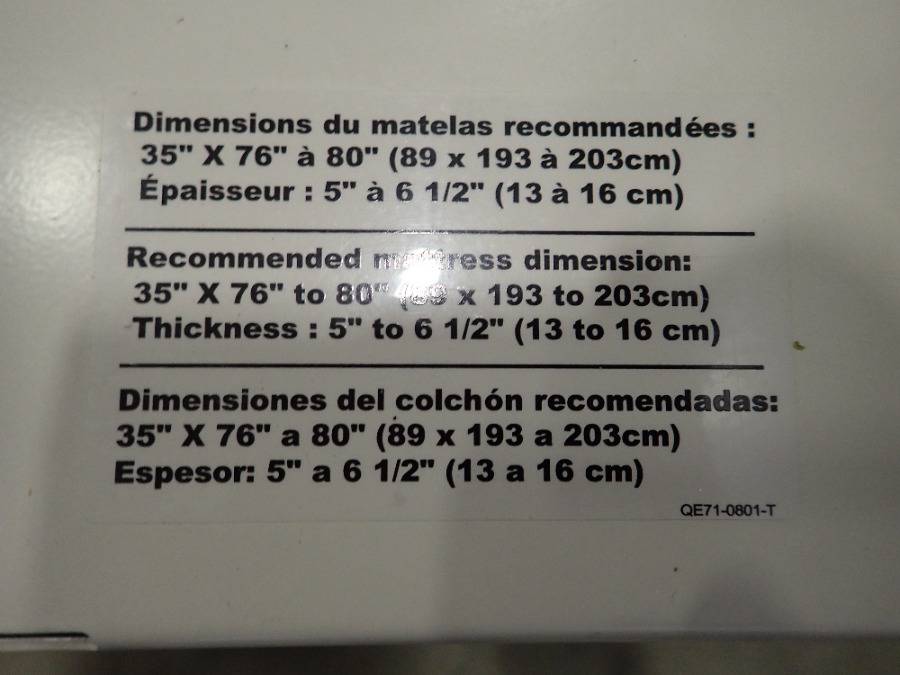 Dimensions du matelas recommandées :
35" X 76" à 80" (89 x 193 à 203cm)
Épaisseur : 5" à 6 1/2" (13 à 16 cm)
Recommended mattress dimension:
35" X 76" to 80" (89 x 193 to 203cm)
Thickness : 5" to 6 1/2" (13 to 16 cm)
Dimensiones del colchón recomendadas:
35" X 76" a 80" (89 x 193 a 203cm)
Espesor: 5" a 6 1/2" (13 a 16 cm)
QE71-0801-T